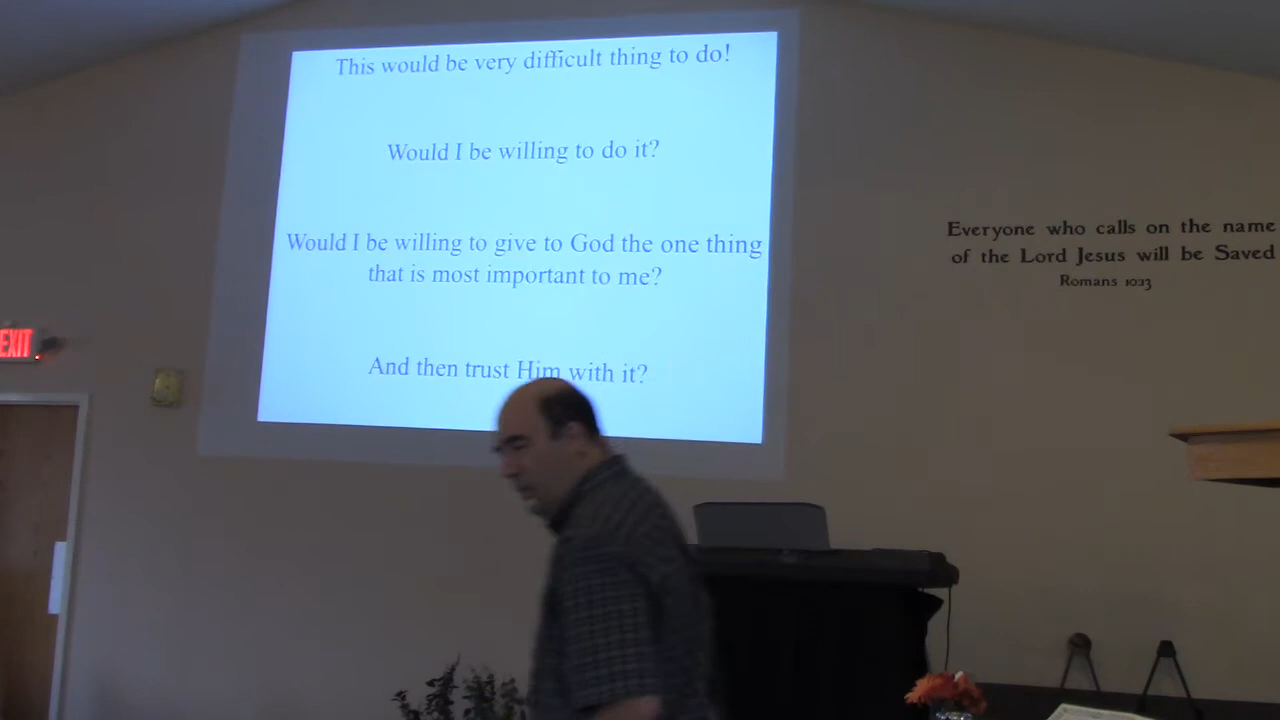 This would be very difficult thing to do!
Would I be willing to do it?
Would I be willing to give to God the one thing
that is most important to me?
And then trust Him with it?
Everyone who calls on the name
of the Lord Jesus will be Saved
Romans 10:13
EXIT